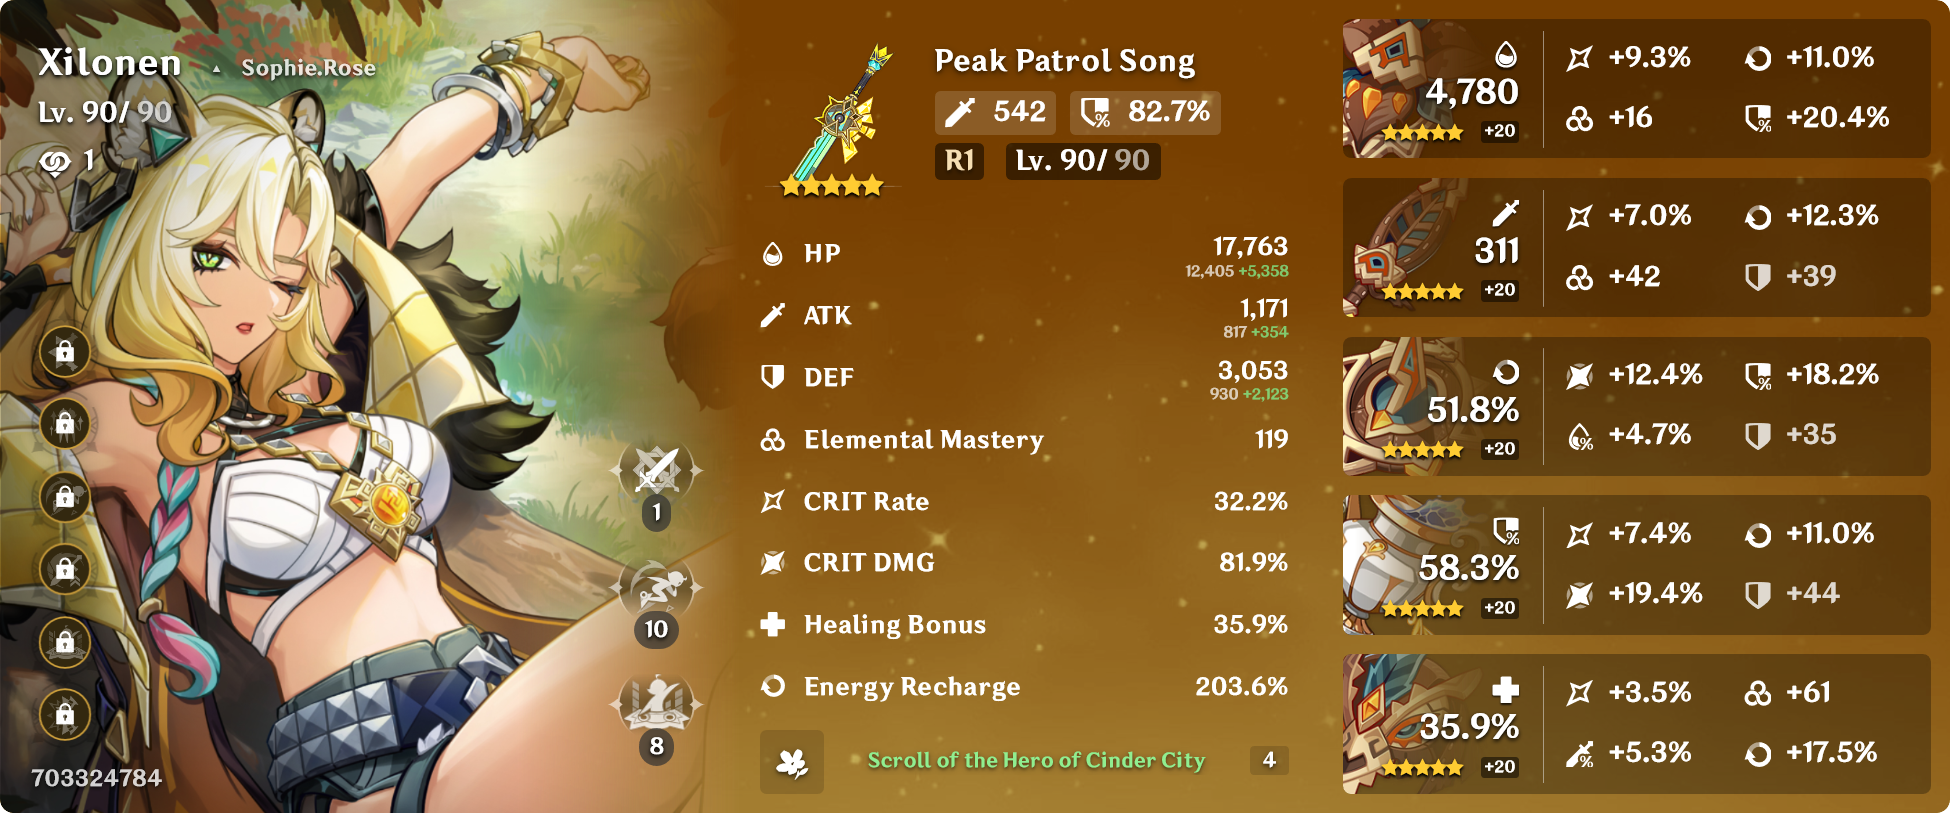 Xilonen ▲ Sophie.Rose
Lv. 90/ 90
1
1
10
8
703324784
Peak Patrol Song
542 82.7%
R1 Lv. 90/ 90
HP 17,763
12,405 +5,358
ATK 1,171
817 +354
DEF 3,053
930 +2,123
Elemental Mastery 119
CRIT Rate 32.2%
CRIT DMG 81.9%
Healing Bonus 35.9%
Energy Recharge 203.6%
Scroll of the Hero of Cinder City 4
4,780
+20
+9.3% +11.0%
+16 +20.4%
311
+20
+7.0% +12.3%
+42 +39
51.8%
+20
+12.4% +18.2%
+4.7% +35
58.3%
+20
+7.4% +11.0%
+19.4% +44
35.9%
+20
+3.5% +61
+5.3% +17.5%